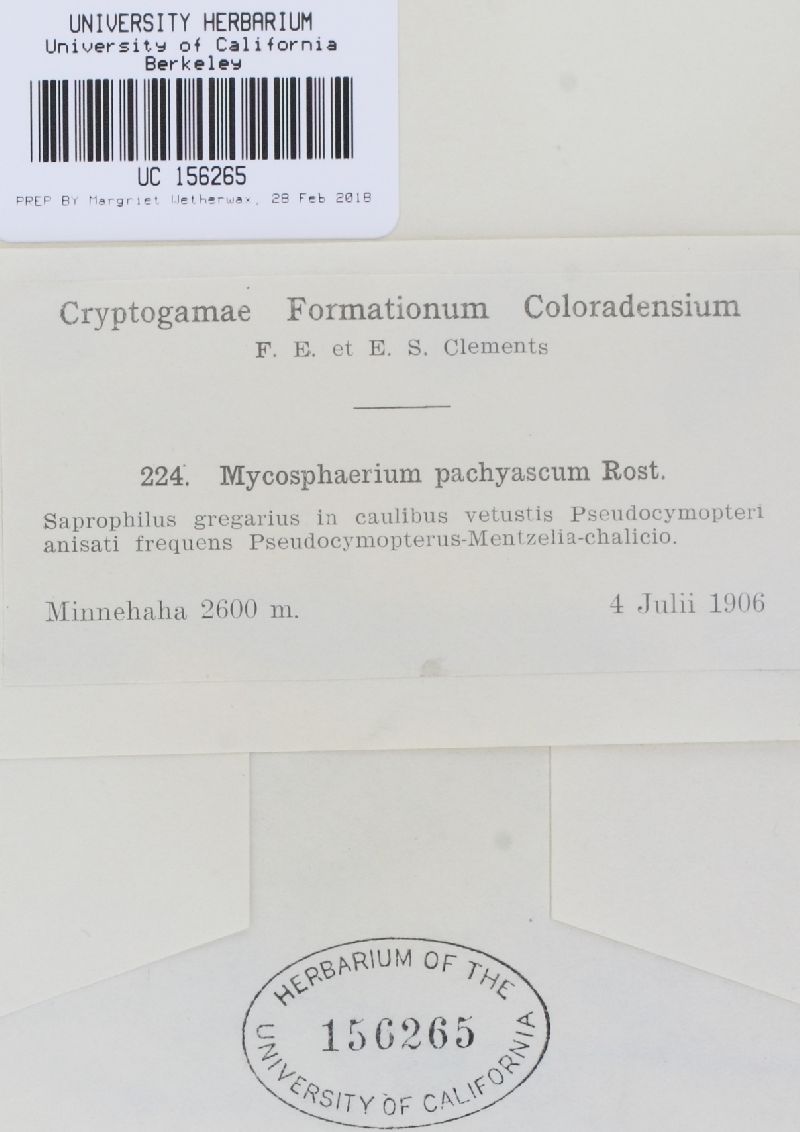 UNIVERSITY HERBARIUM
University of California
Berkeley
UC 156265
PREP BY Margriet Wetherwax, 28 Feb 2018
Cryptogamae Formationum Coloradensium
F. E. et E. S. Clements
224. Mycosphaerium pachyascum Rost.
Saprophilus gregarius in caulibus vetustis Pseudocymopteri
anisati frequens Pseudocymopterus-Mentzelia-chalicio.
Minnehaha 2600 m. 4 Julii 1906
HERBARIUM OF THE
156265
UNIVERSITY OF CALIFORNIA